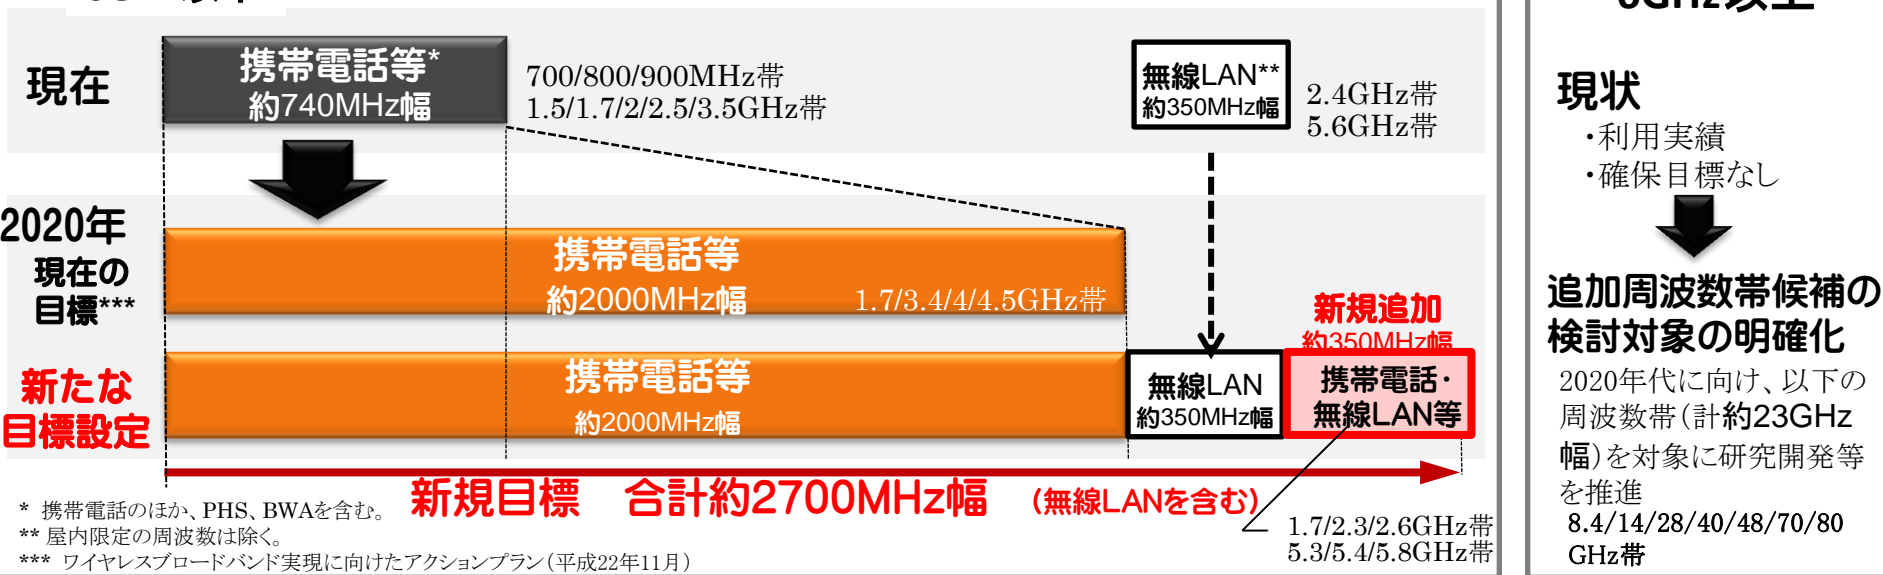 6GHz以上
現在
携帯電話等*
約740MHz幅
700/800/900MHz帯
1.5/1.7/2/2.5/3.5GHz帯
無線LAN**
約350MHz幅
2.4GHz帯
5.6GHz帯
2020年
現在の
目標***
携帯電話等
約2000MHz幅
1.7/3.4/4/4.5GHz帯
新規追加
約350MHz幅
新たな
目標設定
携帯電話等
約2000MHz幅
無線LAN
約350MHz幅
携帯電話・
無線LAN等
新規目標 合計約2700MHz幅 (無線LANを含む)
1.7/2.3/2.6GHz帯
5.3/5.4/5.8GHz帯
* 携帯電話のほか、PHS、BWAを含む。
** 屋内限定の周波数は除く。
*** ワイヤレスブロードバンド実現に向けたアクションプラン(平成22年11月)
現状
・利用実績
・確保目標なし
追加周波数帯候補の
検討対象の明確化
2020年代に向け、以下の
周波数帯(計約23GHz
幅)を対象に研究開発等
を推進
8.4/14/28/40/48/70/80
GHz帯